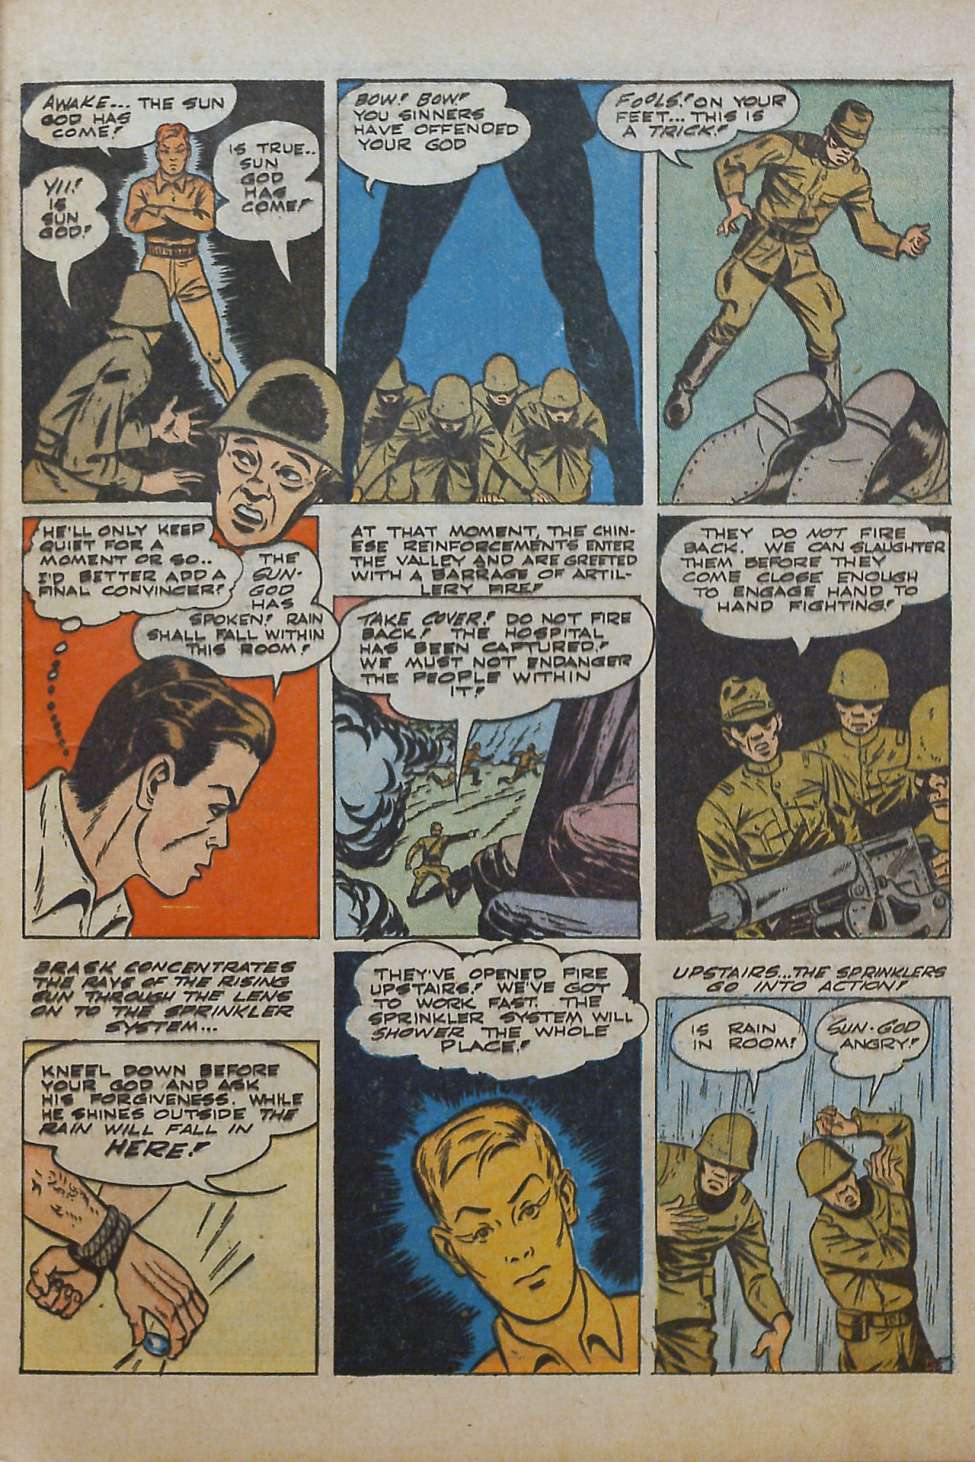 AWAKE... THE SUN
GOD HAS
COME!
YII!
IS
SUN
GOD!
IS TRUE..
SUN
GOD
HAS
COME!
BOW! BOW!
YOU SINNERS
HAVE OFFENDED
YOUR GOD
FOOLS! ON YOUR
FEET... THIS IS
A TRICK!
HE'LL ONLY KEEP
QUIET FOR A
MOMENT OR SO..
I'D BETTER ADD A
FINAL CONVINCER!
THE
SUN-
GOD
HAS
SPOKEN! RAIN
SHALL FALL WITHIN
THIS ROOM!
AT THAT MOMENT, THE CHIN-
ESE REINFORCEMENTS ENTER
THE VALLEY AND ARE GREETED
WITH A BARRAGE OF ARTIL-
LERY FIRE!
TAKE COVER! DO NOT FIRE
BACK! THE HOSPITAL
HAS BEEN CAPTURED!
WE MUST NOT ENDANGER
THE PEOPLE WITHIN
IT!
THEY DO NOT FIRE
BACK. WE CAN SLAUGHTER
THEM BEFORE THEY
COME CLOSE ENOUGH
TO ENGAGE HAND TO
HAND FIGHTING!
BRASK CONCENTRATES
THE RAYS OF THE RISING
SUN THROUGH THE LENS
ON TO THE SPRINKLER
SYSTEM...
KNEEL DOWN BEFORE
YOUR GOD AND ASK
HIS FORGIVENESS. WHILE
HE SHINES OUTSIDE THE
RAIN WILL FALL IN
HERE!
THEY'VE OPENED FIRE
UPSTAIRS! WE'VE GOT
TO WORK FAST. THE
SPRINKLER SYSTEM WILL
SHOWER THE WHOLE
PLACE!
UPSTAIRS...THE SPRINKLERS
GO INTO ACTION!
IS RAIN
IN ROOM!
SUN-GOD
ANGRY!